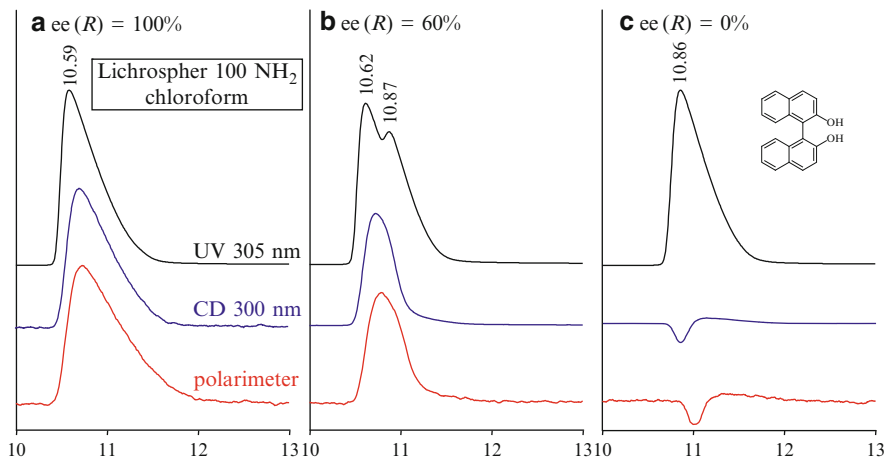 a ee (R) = 100%
10.59
Lichrospher 100 NH2
chloroform
UV 305 nm
CD 300 nm
polarimeter
10 11 12 13
b ee (R) = 60%
10.62
10.87
10 11 12 13
c ee (R) = 0%
10.86
OH
OH
10 11 12 13